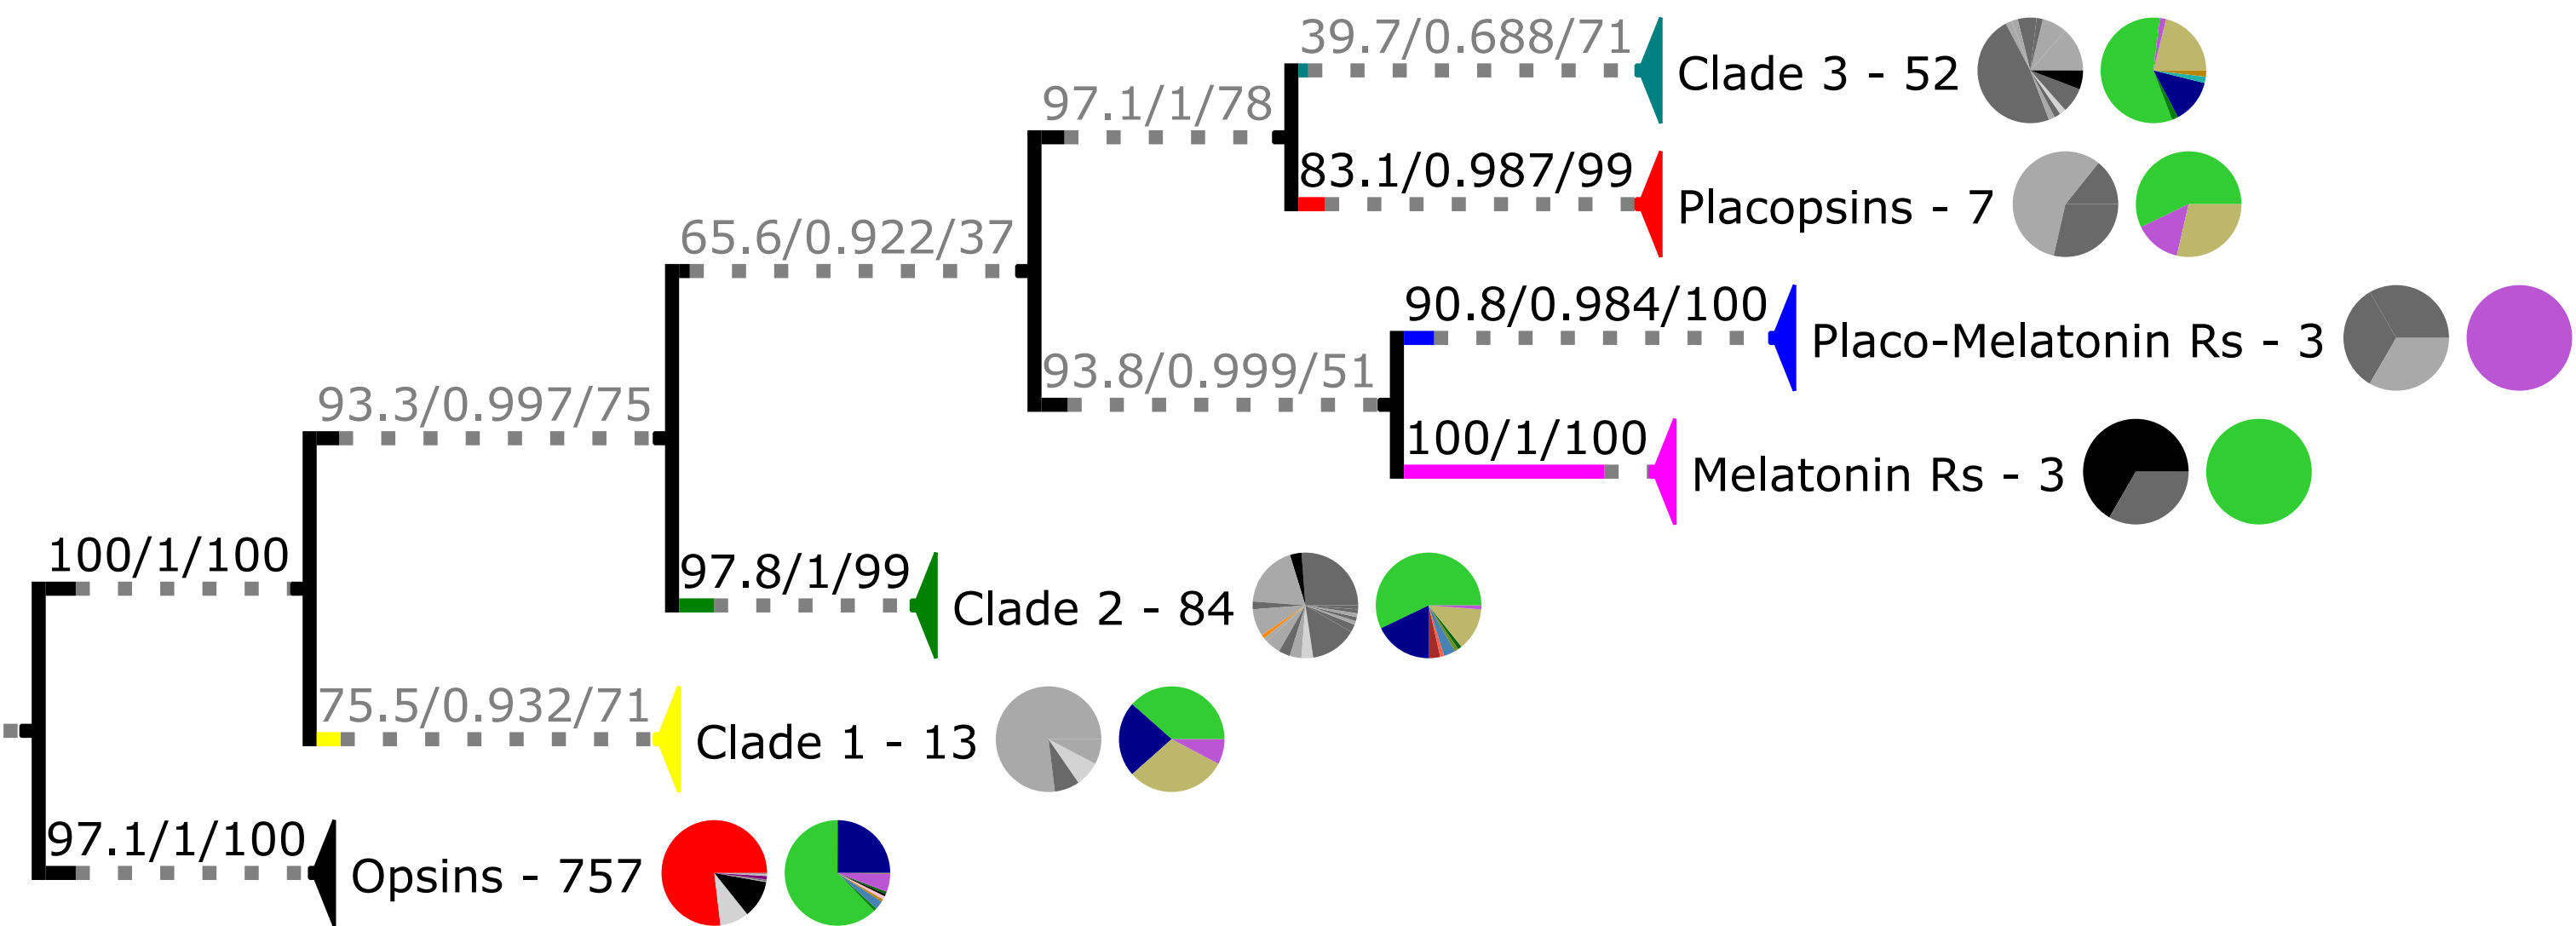 39.7/0.688/71
Clade 3 - 52
97.1/1/78
83.1/0.987/99
Placopsins - 7
65.6/0.922/37
90.8/0.984/100
Placo-Melatonin Rs - 3
93.8/0.999/51
93.3/0.997/75
100/1/100
Melatonin Rs - 3
100/1/100
97.8/1/99
Clade 2 - 84
75.5/0.932/71
Clade 1 - 13
97.1/1/100
Opsins - 757